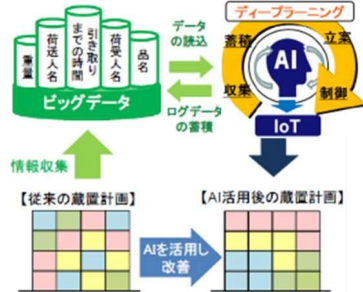 ディープラーニング
重量
荷送人名
引き取り
までの時間
荷受人名
品名
ビッグデータ
データ
の読込
ログデータ
の蓄積
蓄積
立案
AI
収集
制御
IoT
情報収集
【従来の蔵置計画】
【AI活用後の蔵置計画】
AIを活用し
改善